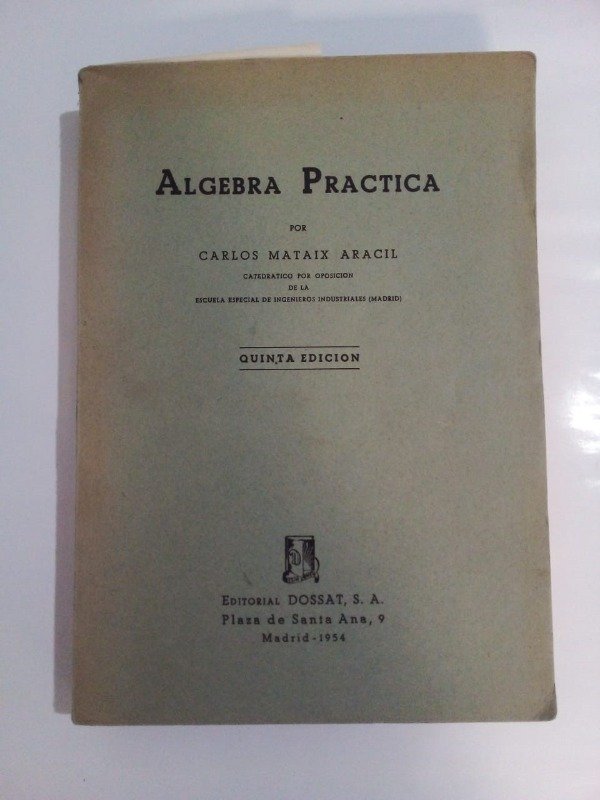 ALGEBRA PRACTICA
POR
CARLOS MATAIX ARACIL
CATEDRATICO POR OPOSICION
DE LA
ESCUELA ESPECIAL DE INGENIEROS INDUSTRIALES (MADRID)
QUINTA EDICION
EDITORIAL DOSSAT, S. A.
Plaza de Santa Ana, 9
Madrid - 1954